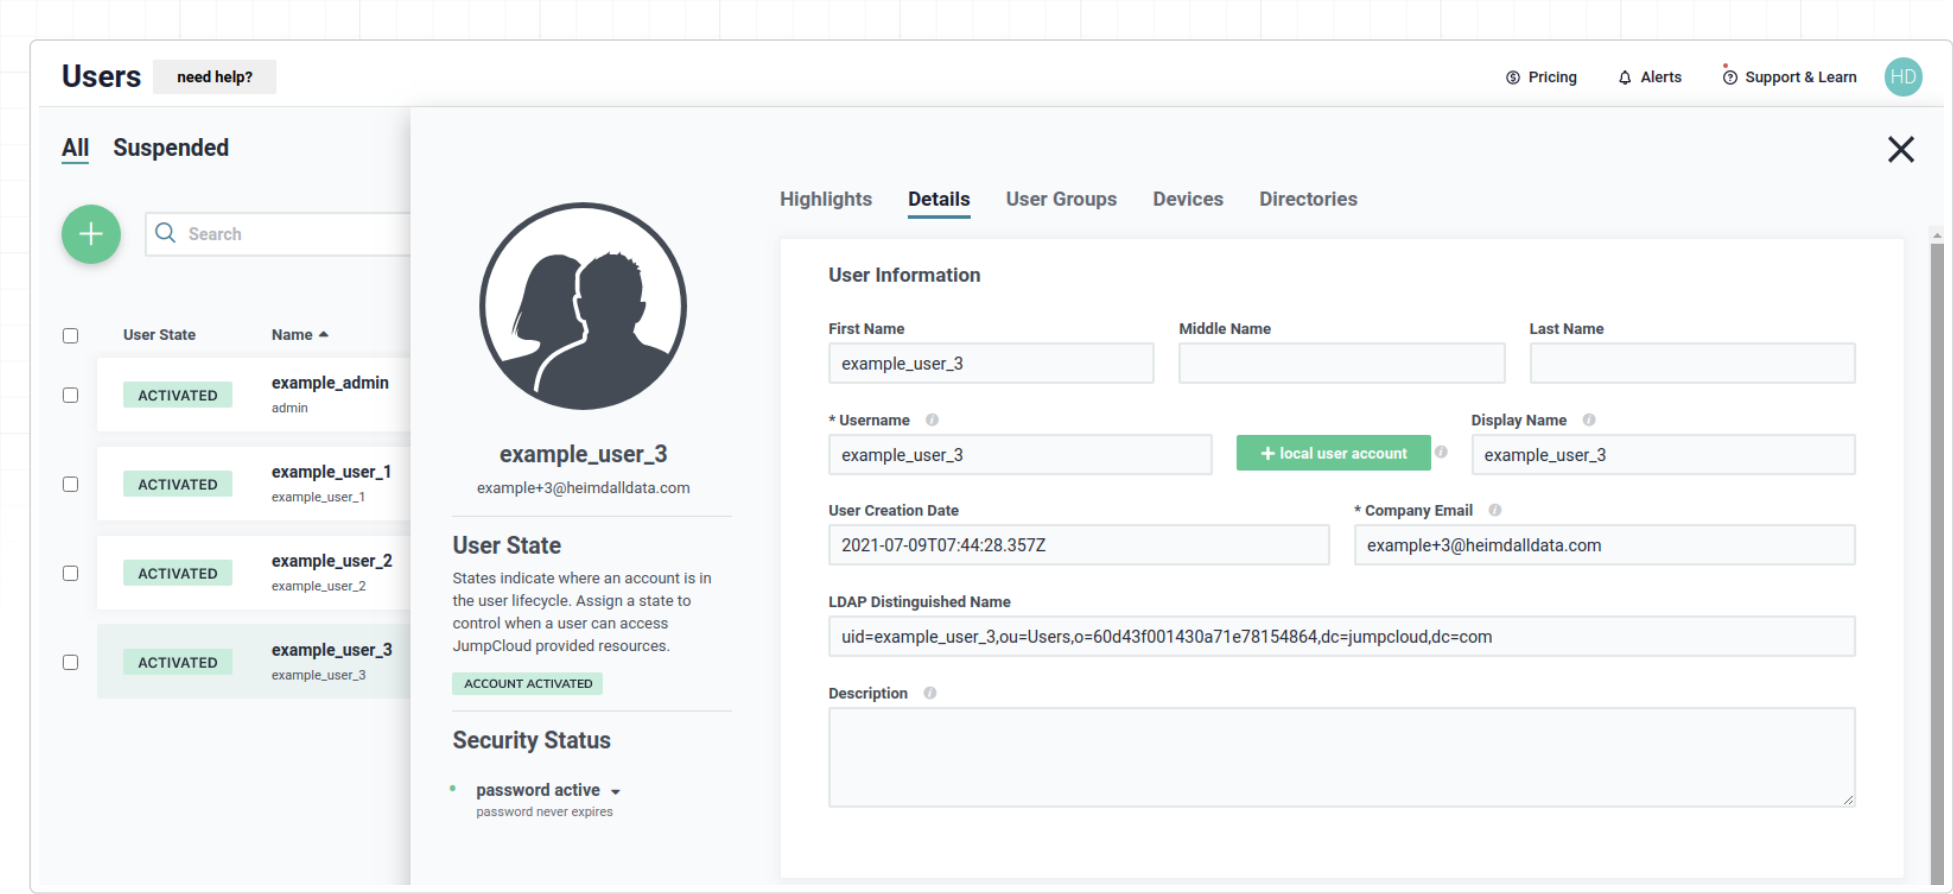 Users
need help?
Pricing
Alerts
Support & Learn
HD
All
Suspended
Search
User State
Name
ACTIVATED
example_admin
admin
ACTIVATED
example_user_1
example_user_1
ACTIVATED
example_user_2
example_user_2
ACTIVATED
example_user_3
example_user_3
example_user_3
example+3@heimdalldata.com
User State
States indicate where an account is in
the user lifecycle. Assign a state to
control when a user can access
JumpCloud provided resources.
ACCOUNT ACTIVATED
Security Status
password active
password never expires
Highlights
Details
User Groups
Devices
Directories
User Information
First Name
Middle Name
Last Name
example_user_3
* Username
Display Name
example_user_3
+ local user account
example_user_3
User Creation Date
* Company Email
2021-07-09T07:44:28.357Z
example+3@heimdalldata.com
LDAP Distinguished Name
uid=example_user_3,ou=Users,o=60d43f001430a71e78154864,dc=jumpcloud,dc=com
Description